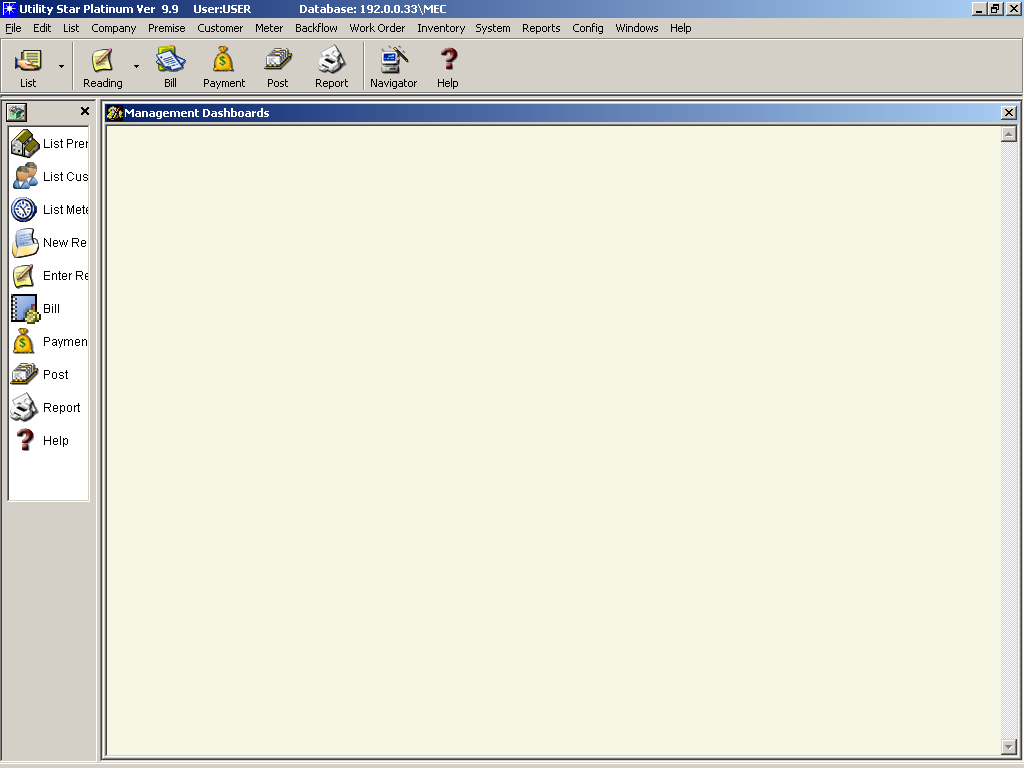 Utility Star Platinum Ver 9.9 User:USER Database: 192.0.0.33\MEC
File Edit List Company Premise Customer Meter Backflow Work Order Inventory System Reports Config Windows Help
List Reading Bill Payment Post Report Navigator Help
Management Dashboards
List Prer
List Cus
List Mete
New Re
Enter Re
Bill
Paymen
Post
Report
Help